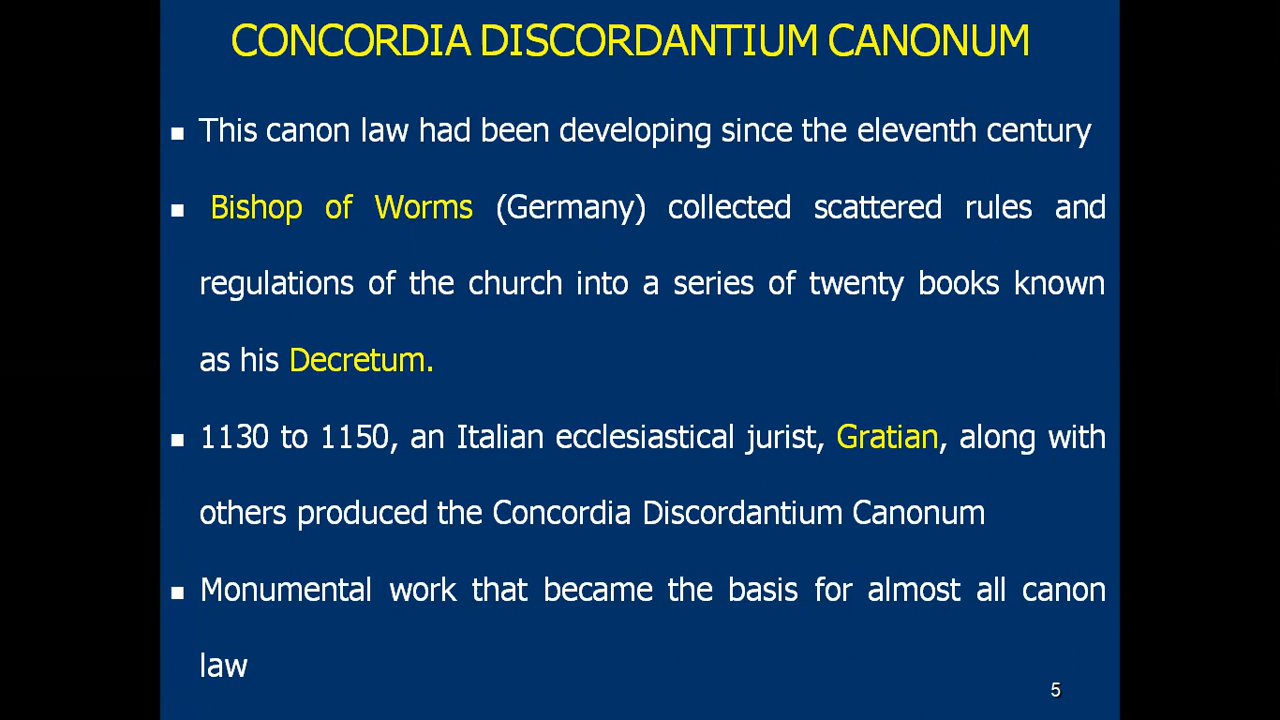 CONCORDIA DISCORDANTIUM CANONUM
▪ This canon law had been developing since the eleventh century
▪ Bishop of Worms (Germany) collected scattered rules and
regulations of the church into a series of twenty books known
as his Decretum.
▪ 1130 to 1150, an Italian ecclesiastical jurist, Gratian, along with
others produced the Concordia Discordantium Canonum
▪ Monumental work that became the basis for almost all canon
law
5